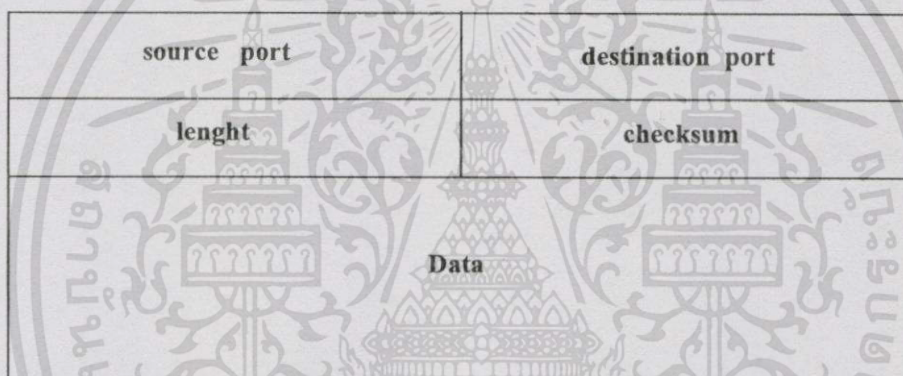 source port
destination port
lenght
checksum
Data